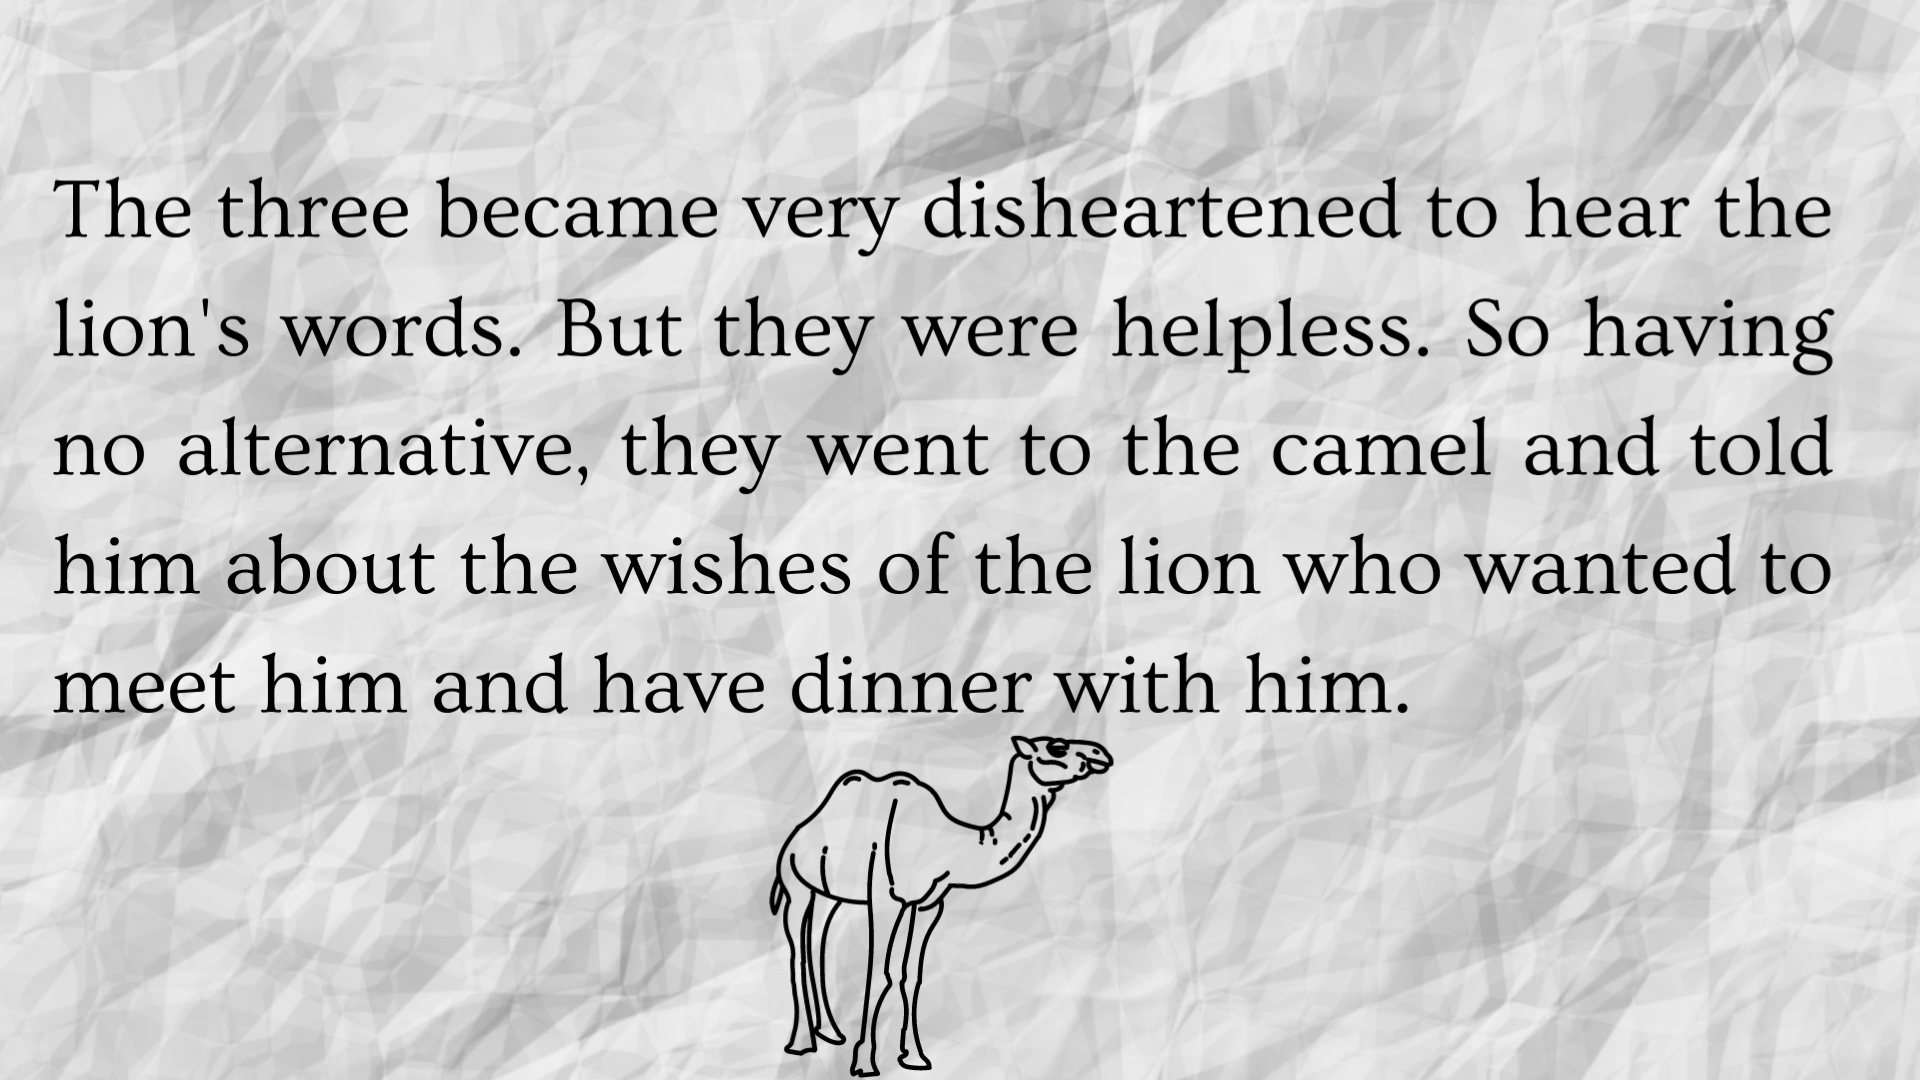 The three became very disheartened to hear the
lion's words. But they were helpless. So having
no alternative, they went to the camel and told
him about the wishes of the lion who wanted to
meet him and have dinner with him.